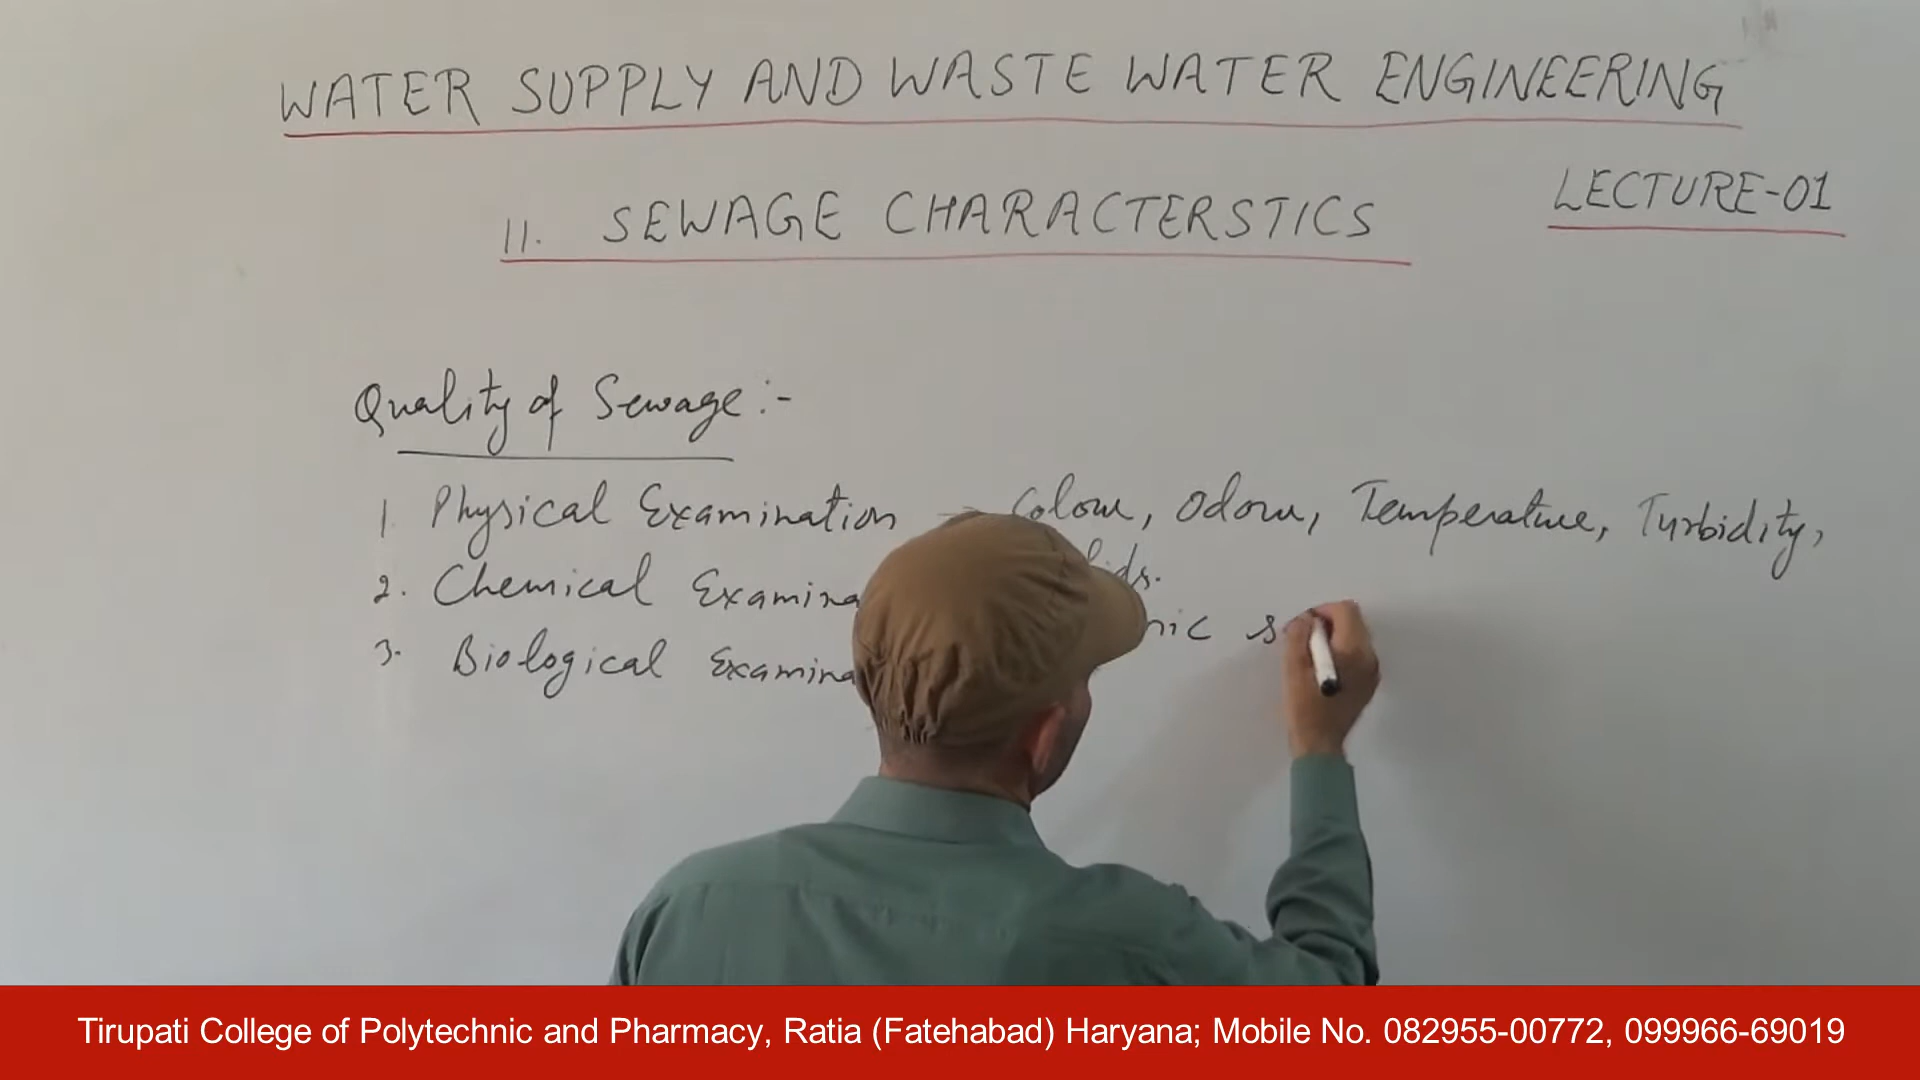 WATER SUPPLY AND WASTE WATER ENGINEERING
LECTURE-01
11. SEWAGE CHARACTERSTICS
Quality of Sewage :-
1. Physical Examination → Colour, Odour, Temperature, Turbidity,
2. Chemical
3. Biological
Tirupati College of Polytechnic and Pharmacy, Ratia (Fatehabad) Haryana; Mobile No. 082955-00772, 099966-69019